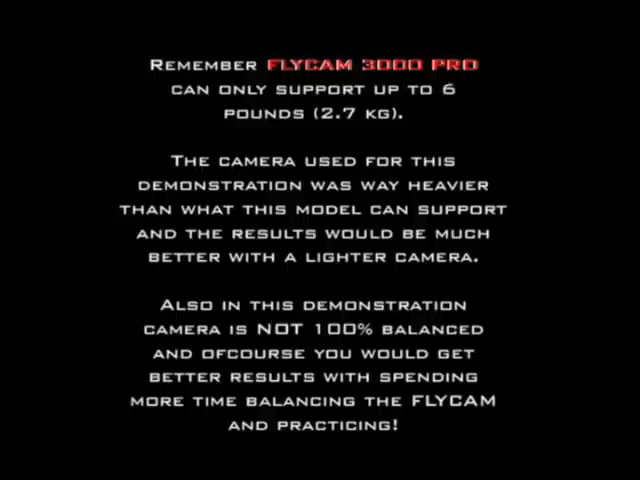 Remember FLYCAM 3000 PRO
can only support up to 6
pounds (2.7 kg).
The camera used for this
demonstration was way heavier
than what this model can support
and the results would be much
better with a lighter camera.
Also in this demonstration
camera is NOT 100% balanced
and ofcourse you would get
better results with spending
more time balancing the FLYCAM
and practicing!